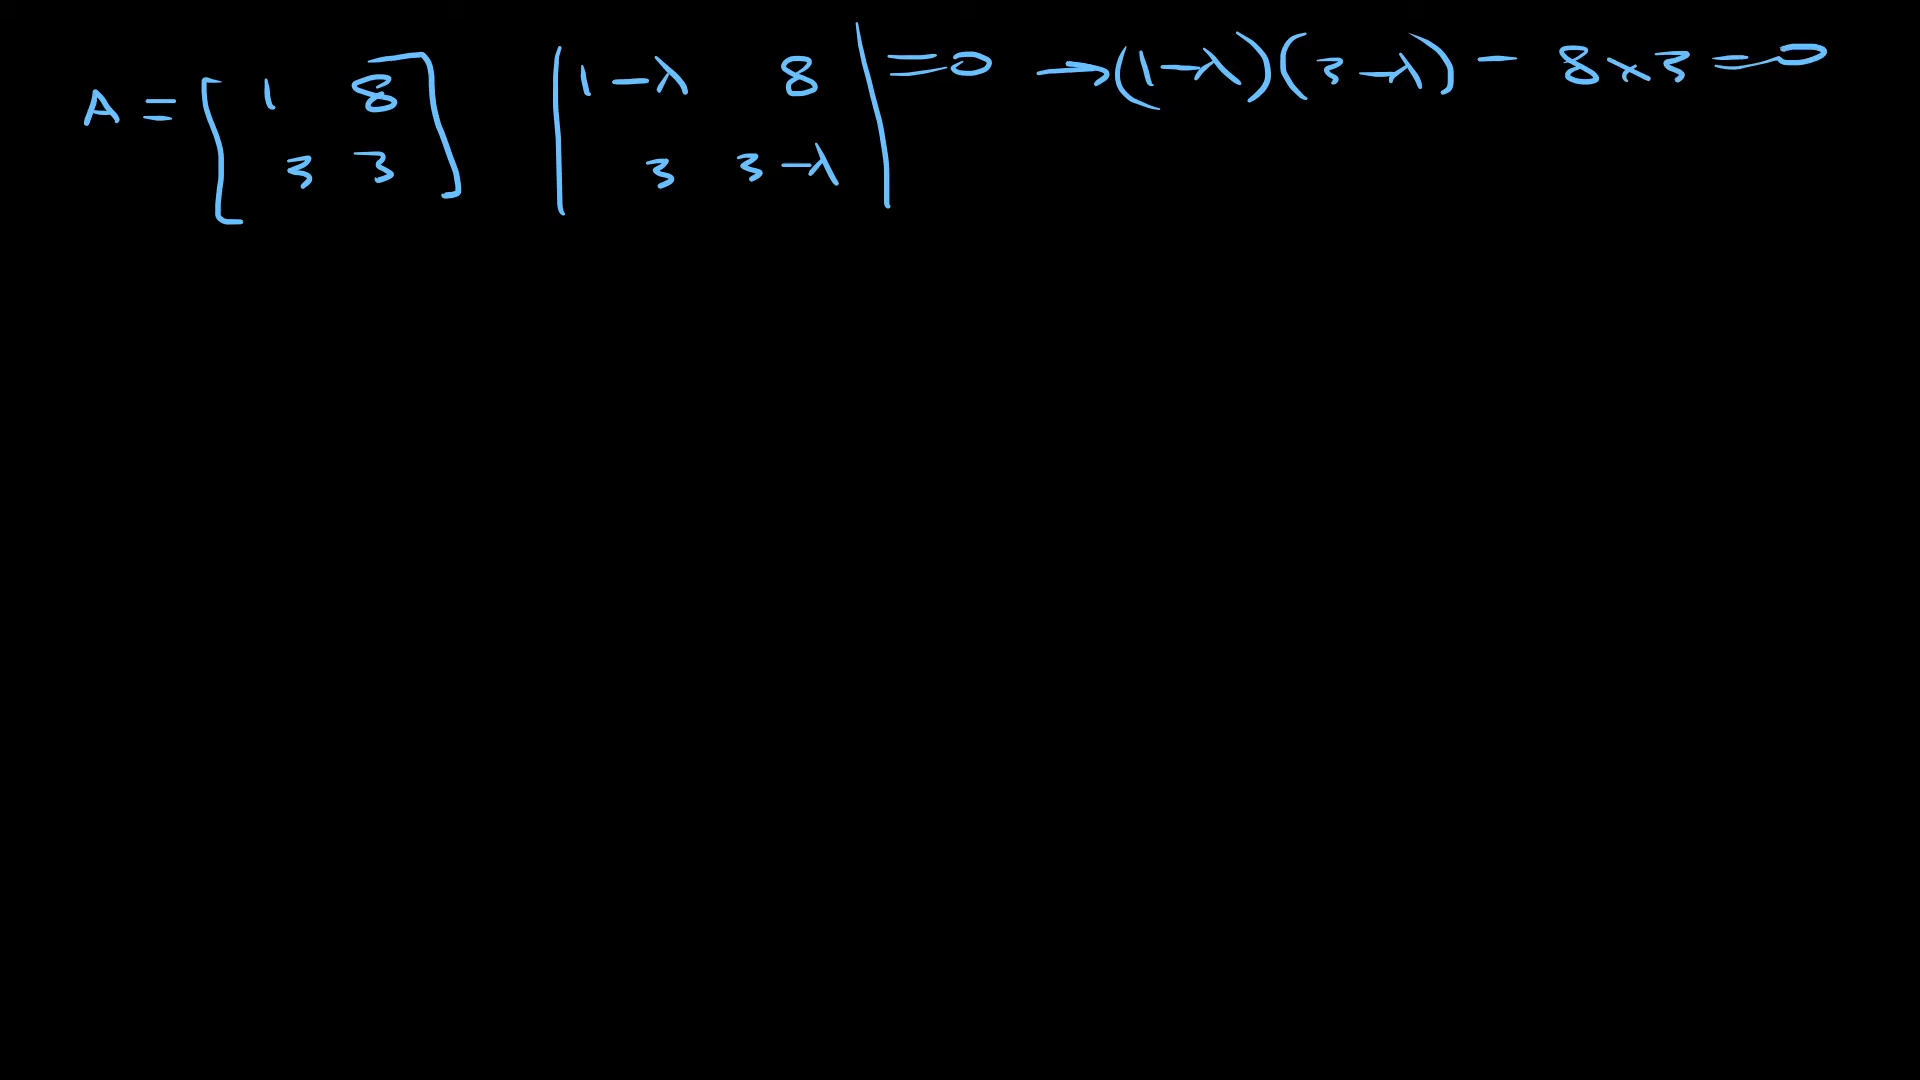 A = [ 1 8 ; 3 3 ] | 1-λ 8 ; 3 3-λ | = 0 → (1-λ)(3-λ) - 8×3 = 0